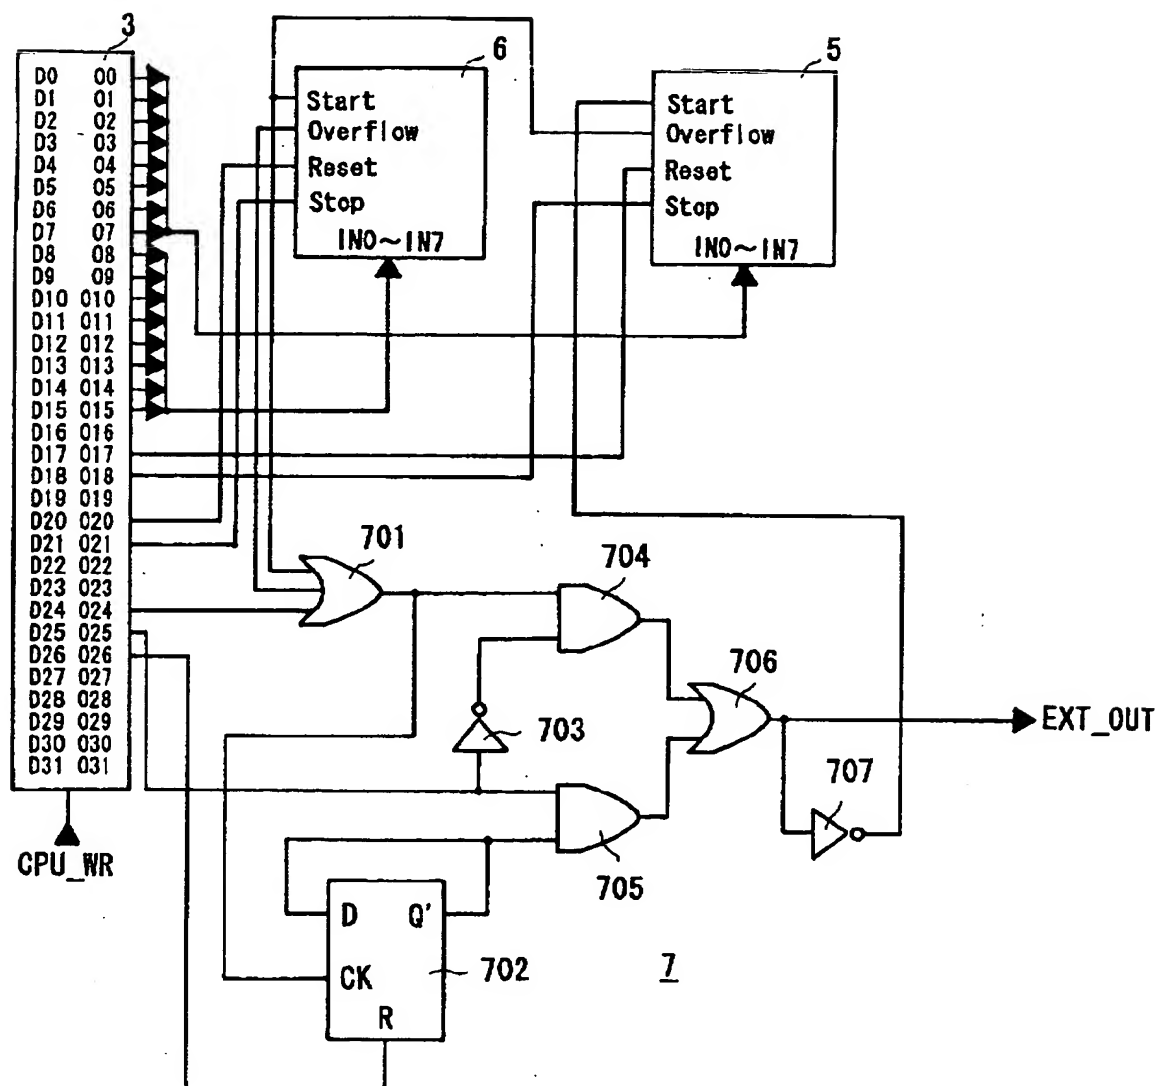 3
D0 O0
D1 O1
D2 O2
D3 O3
D4 O4
D5 O5
D6 O6
D7 O7
D8 O8
D9 O9
D10 O10
D11 O11
D12 O12
D13 O13
D14 O14
D15 O15
D16 O16
D17 O17
D18 O18
D19 O19
D20 O20
D21 O21
D22 O22
D23 O23
D24 O24
D25 O25
D26 O26
D27 O27
D28 O28
D29 O29
D30 O30
D31 O31
CPU_WR
6
Start
Overflow
Reset
Stop
IN0~IN7
5
Start
Overflow
Reset
Stop
IN0~IN7
701
704
706
EXT_OUT
703
707
705
D Q'
CK
R
702
7